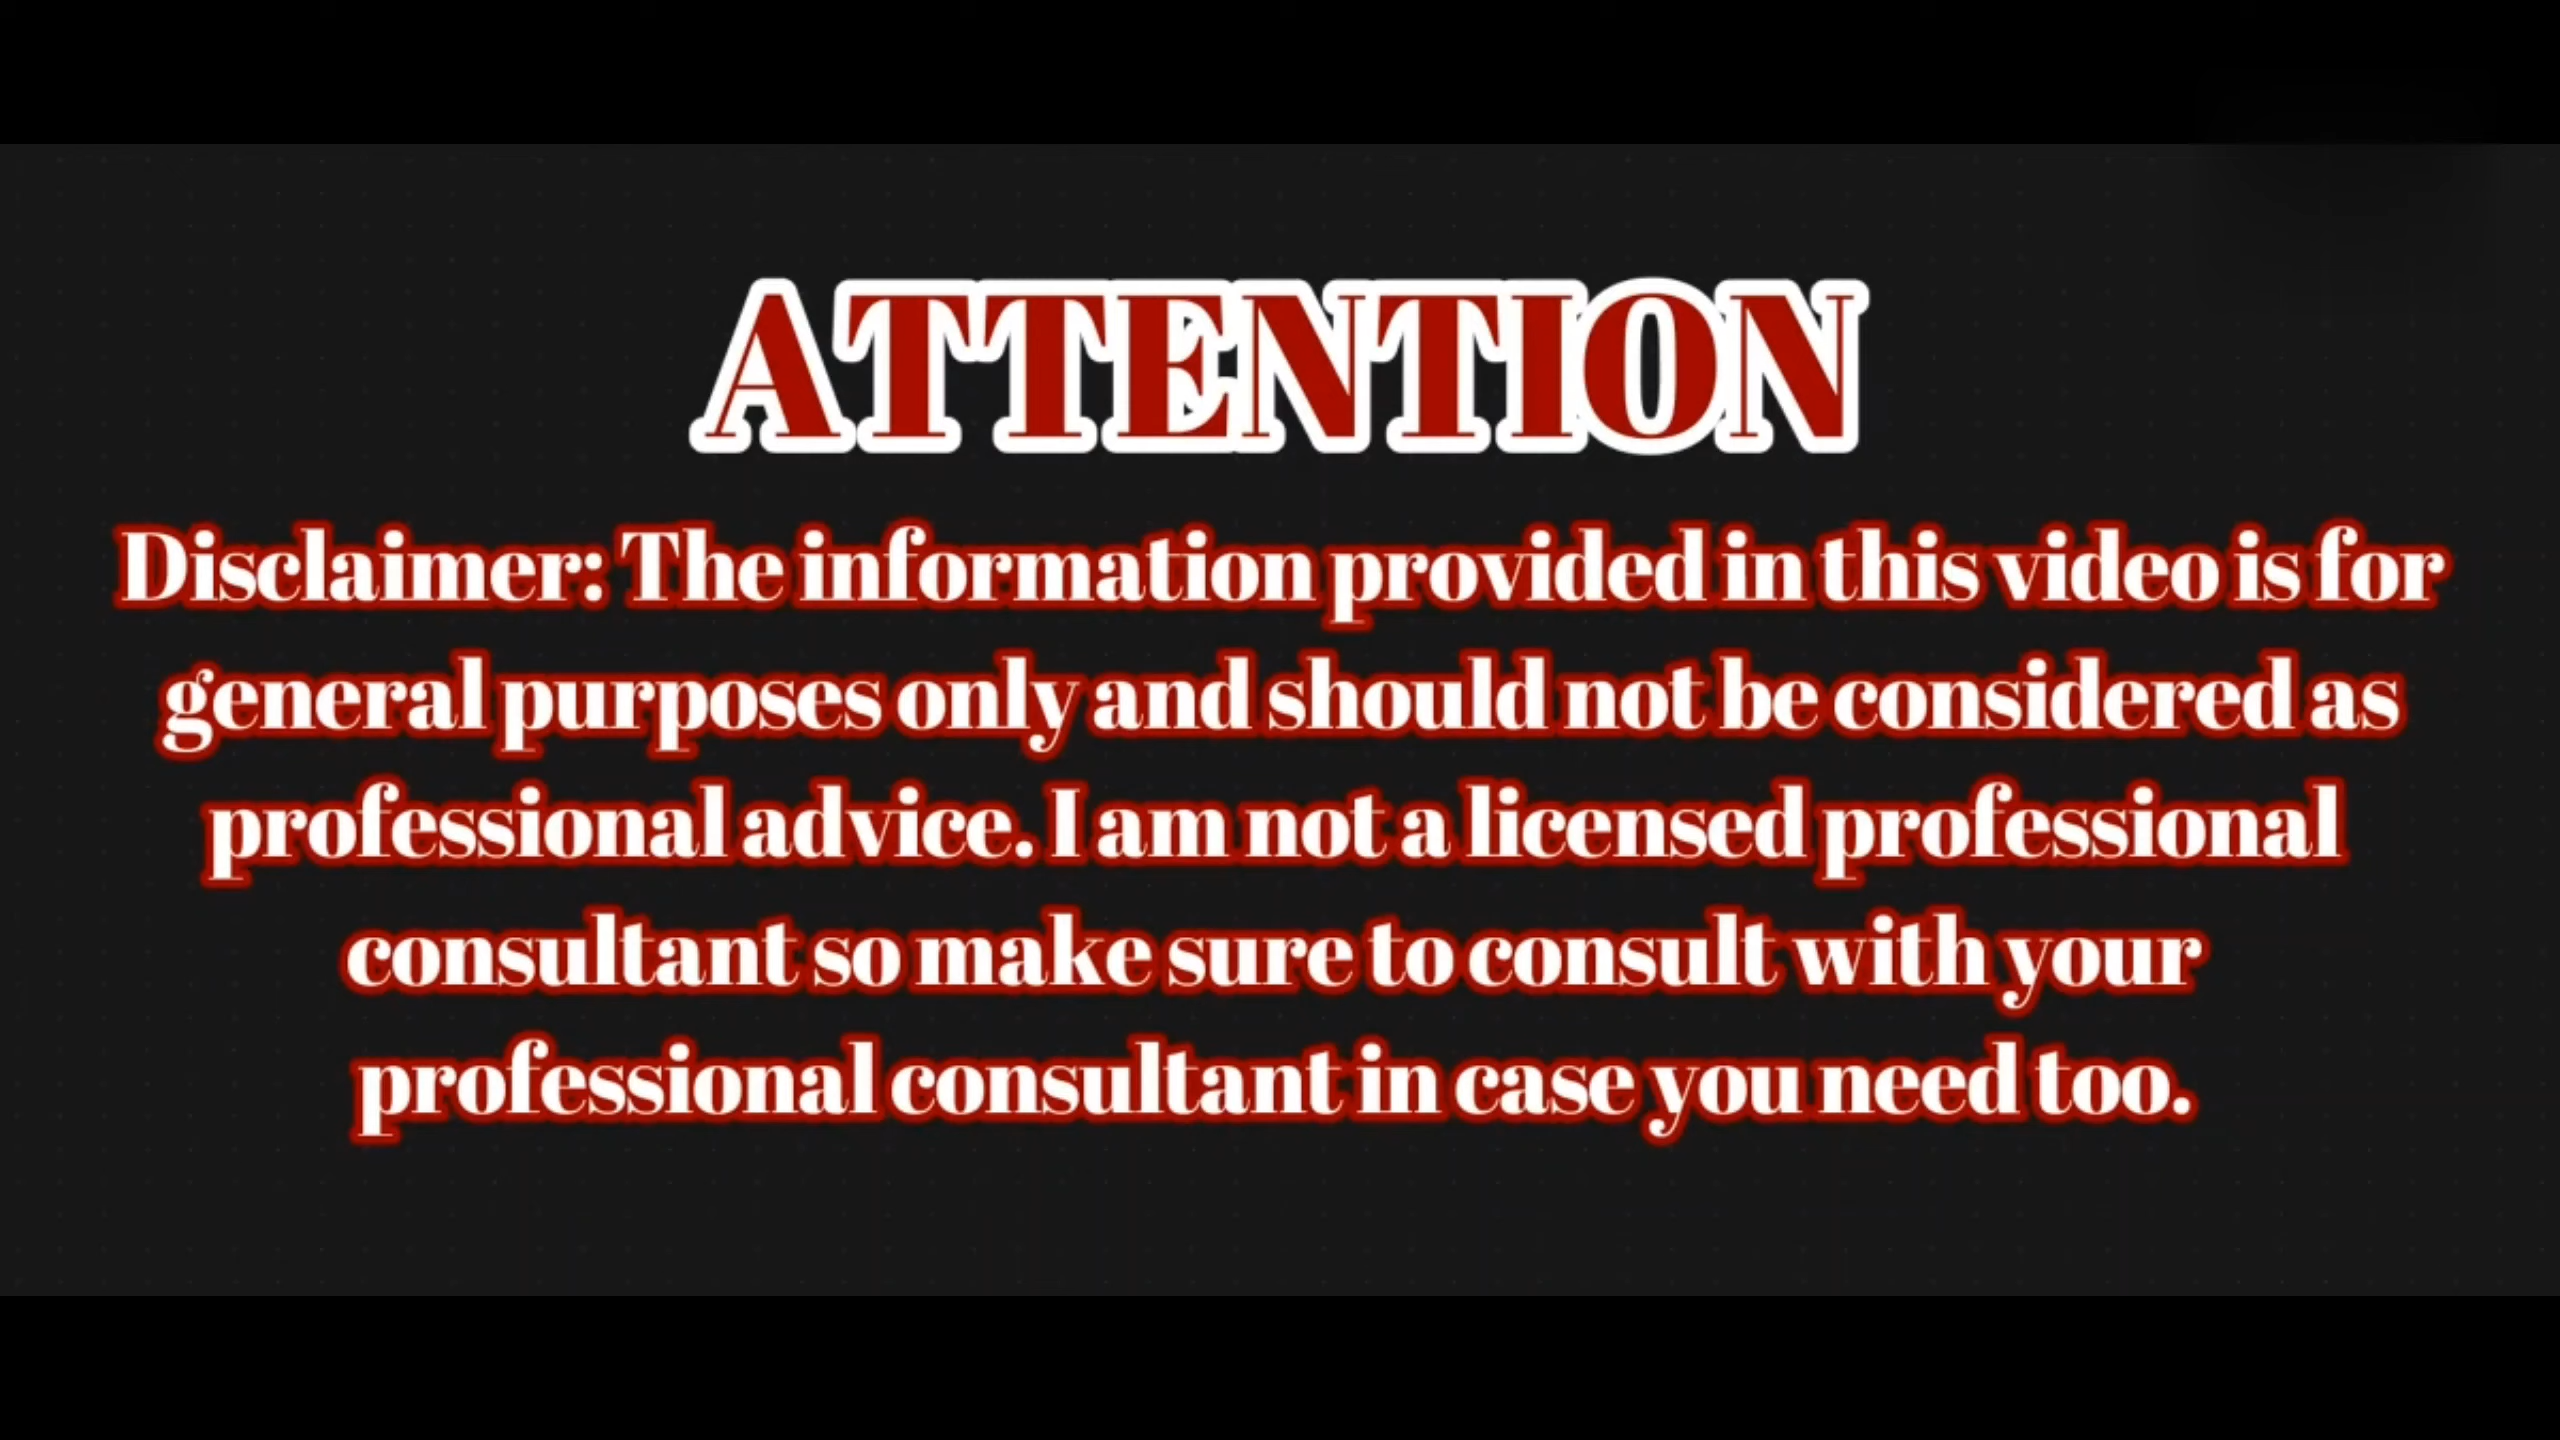 ATTENTION
Disclaimer: The information provided in this video is for
general purposes only and should not be considered as
professional advice. I am not a licensed professional
consultant so make sure to consult with your
professional consultant in case you need too.